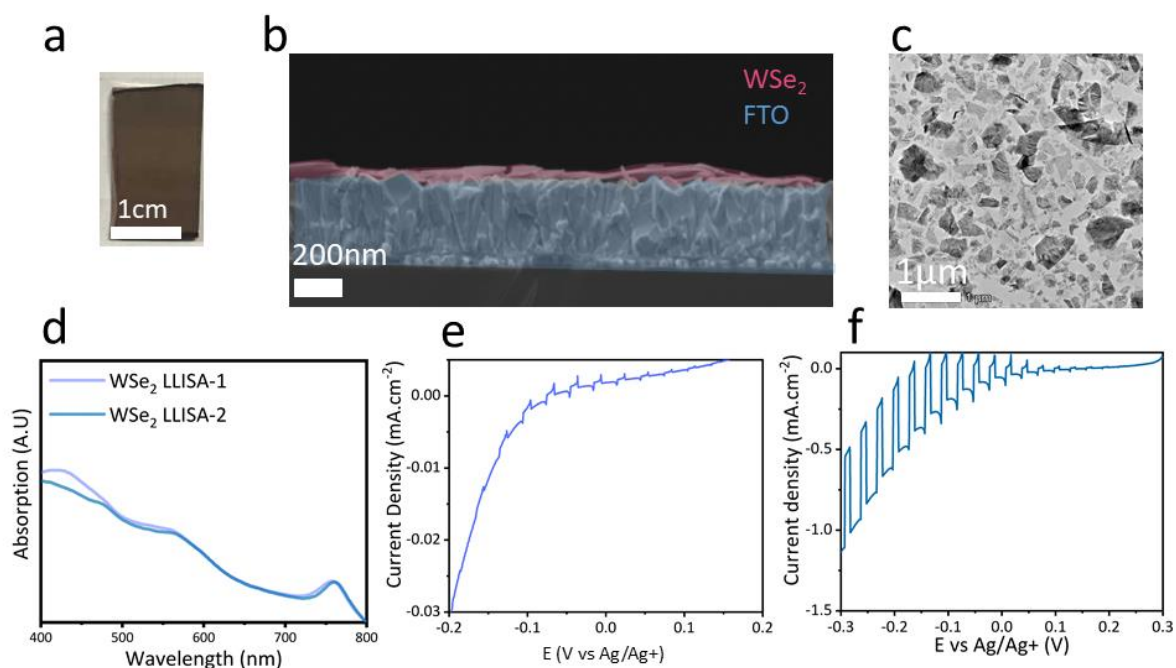 a
1cm
b
WSe₂
FTO
200nm
c
1μm
1 μm
d
WSe₂ LLISA-1
WSe₂ LLISA-2
Absorption (A.U)
400
500
600
700
800
Wavelength (nm)
e
Current Density (mA.cm⁻²)
0.00
-0.01
-0.02
-0.03
-0.2
-0.1
0.0
0.1
0.2
E (V vs Ag/Ag+)
f
Current density (mA.cm⁻²)
0.0
-0.5
-1.0
-1.5
-0.3
-0.2
-0.1
0.0
0.1
0.2
0.3
E vs Ag/Ag+ (V)